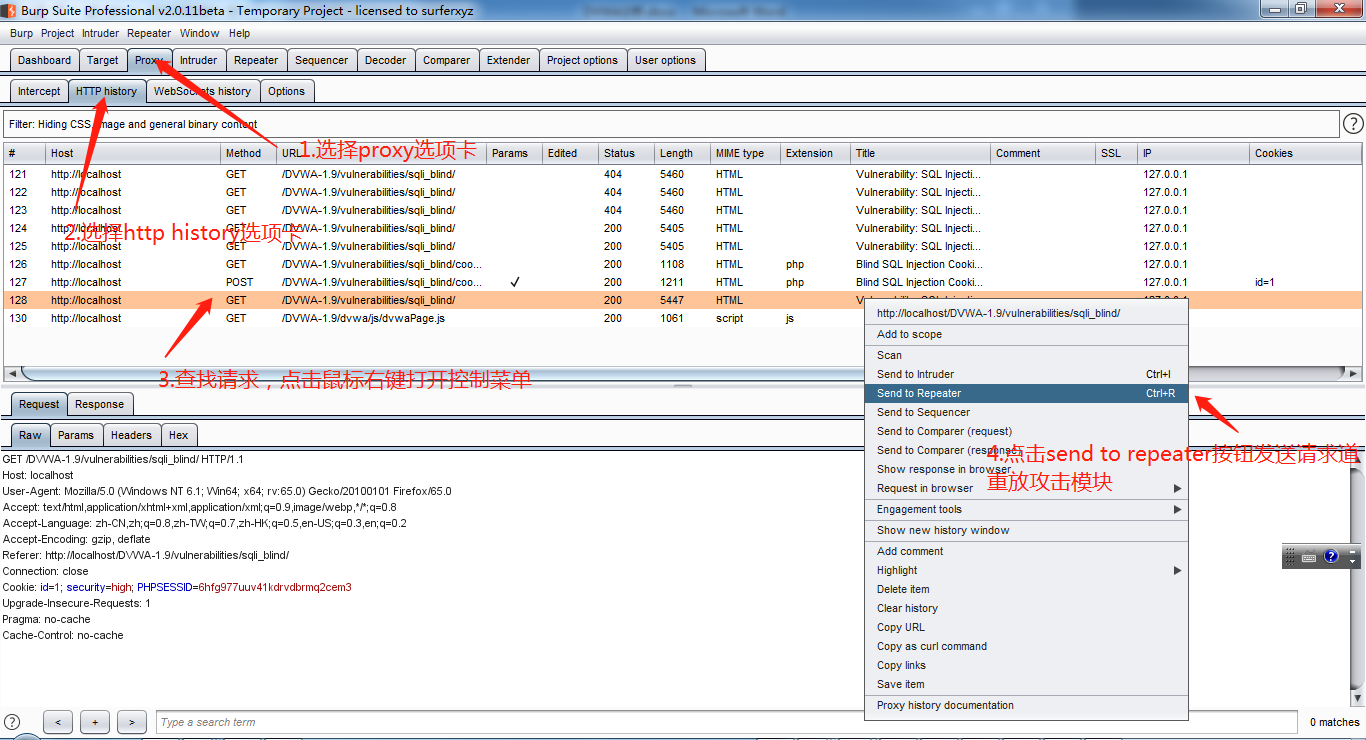 Burp Suite Professional v2.0.11beta - Temporary Project - licensed to surferxyz
Burp Project Intruder Repeater Window Help
Dashboard Target Proxy Intruder Repeater Sequencer Decoder Comparer Extender Project options User options
Intercept HTTP history WebSockets history Options
Filter: Hiding CSS, image and general binary content
# Host Method URL Params Edited Status Length MIME type Extension Title Comment SSL IP Cookies
1.选择proxy选项卡
121 http://localhost GET /DVWA-1.9/vulnerabilities/sqli_blind/ 404 5460 HTML Vulnerability: SQL Injecti... 127.0.0.1
122 http://localhost GET /DVWA-1.9/vulnerabilities/sqli_blind/ 404 5460 HTML Vulnerability: SQL Injecti... 127.0.0.1
123 http://localhost GET /DVWA-1.9/vulnerabilities/sqli_blind/ 404 5460 HTML Vulnerability: SQL Injecti... 127.0.0.1
124 http://localhost GET /DVWA-1.9/vulnerabilities/sqli_blind/ 200 5405 HTML Vulnerability: SQL Injecti... 127.0.0.1
2.选择http history选项卡
125 http://localhost GET /DVWA-1.9/vulnerabilities/sqli_blind/ 200 5405 HTML Vulnerability: SQL Injecti... 127.0.0.1
126 http://localhost GET /DVWA-1.9/vulnerabilities/sqli_blind/coo... 200 1108 HTML php Blind SQL Injection Cooki... 127.0.0.1
127 http://localhost POST /DVWA-1.9/vulnerabilities/sqli_blind/coo... ✓ 200 1211 HTML php Blind SQL Injection Cooki... 127.0.0.1 id=1
128 http://localhost GET /DVWA-1.9/vulnerabilities/sqli_blind/ 200 5447 HTML Vulnerability: SQL Injecti... 127.0.0.1
130 http://localhost GET /DVWA-1.9/dvwa/js/dvwaPage.js 200 1061 script js
3.查找请求，点击鼠标右键打开控制菜单
http://localhost/DVWA-1.9/vulnerabilities/sqli_blind/
Add to scope
Scan
Send to Intruder Ctrl+I
Send to Repeater Ctrl+R
Send to Sequencer
Send to Comparer (request)
Send to Comparer (response)
Show response in browser
Request in browser
Engagement tools
Show new history window
Add comment
Highlight
Delete item
Clear history
Copy URL
Copy as curl command
Copy links
Save item
Proxy history documentation
4.点击send to repeater按钮发送请求道
重放攻击模块
Request Response
Raw Params Headers Hex
GET /DVWA-1.9/vulnerabilities/sqli_blind/ HTTP/1.1
Host: localhost
User-Agent: Mozilla/5.0 (Windows NT 6.1; Win64; x64; rv:65.0) Gecko/20100101 Firefox/65.0
Accept: text/html,application/xhtml+xml,application/xml;q=0.9,image/webp,*/*;q=0.8
Accept-Language: zh-CN,zh;q=0.8,zh-TW;q=0.7,zh-HK;q=0.5,en-US;q=0.3,en;q=0.2
Accept-Encoding: gzip, deflate
Referer: http://localhost/DVWA-1.9/vulnerabilities/sqli_blind/
Connection: close
Cookie: id=1; security=high; PHPSESSID=6hfg977uuv41kdrvdbrmq2cem3
Upgrade-Insecure-Requests: 1
Pragma: no-cache
Cache-Control: no-cache
? < + > Type a search term 0 matches